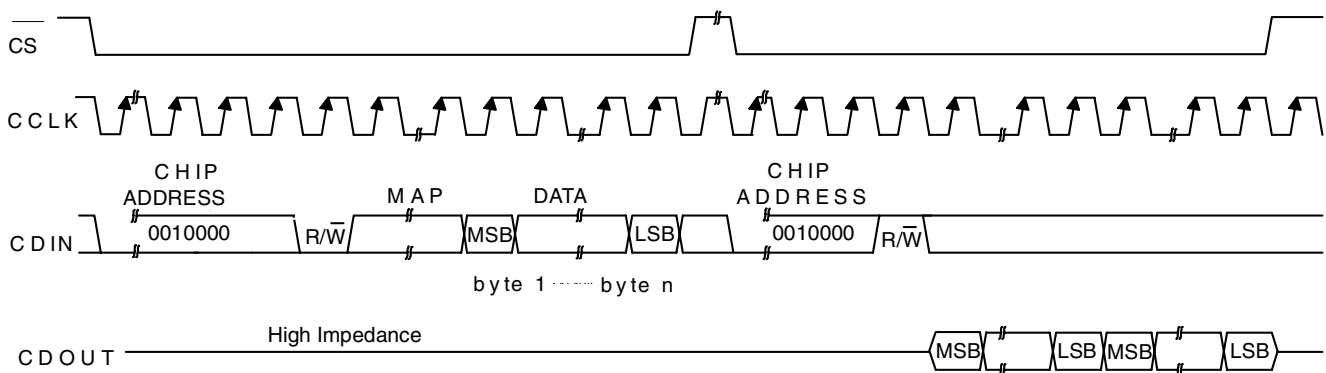 CS
CCLK
CHIP
ADDRESS
MAP
DATA
CHIP
ADDRESS
CDIN
0010000
R/W
MSB
LSB
0010000
R/W
byte 1 ........ byte n
High Impedance
CDOUT
MSB
LSB
MSB
LSB